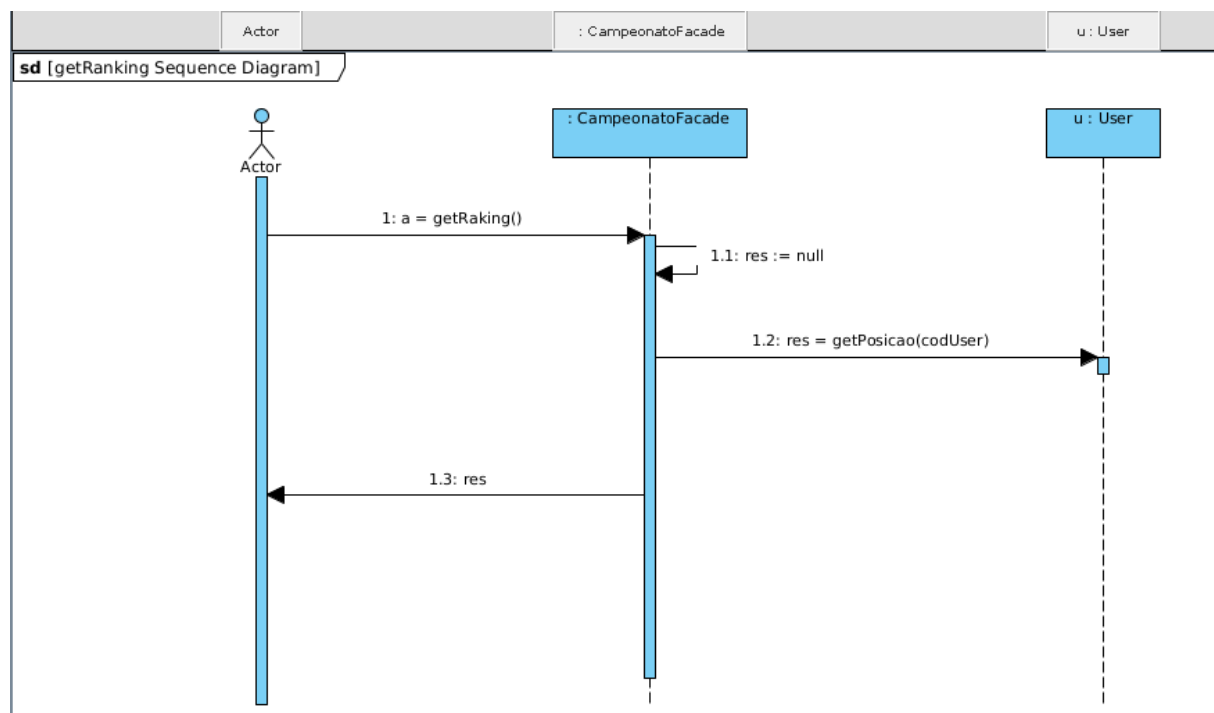 Actor
: CampeonatoFacade
u : User
sd [getRanking Sequence Diagram]
: CampeonatoFacade
u : User
Actor
1: a = getRaking()
1.1: res := null
1.2: res = getPosicao(codUser)
1.3: res